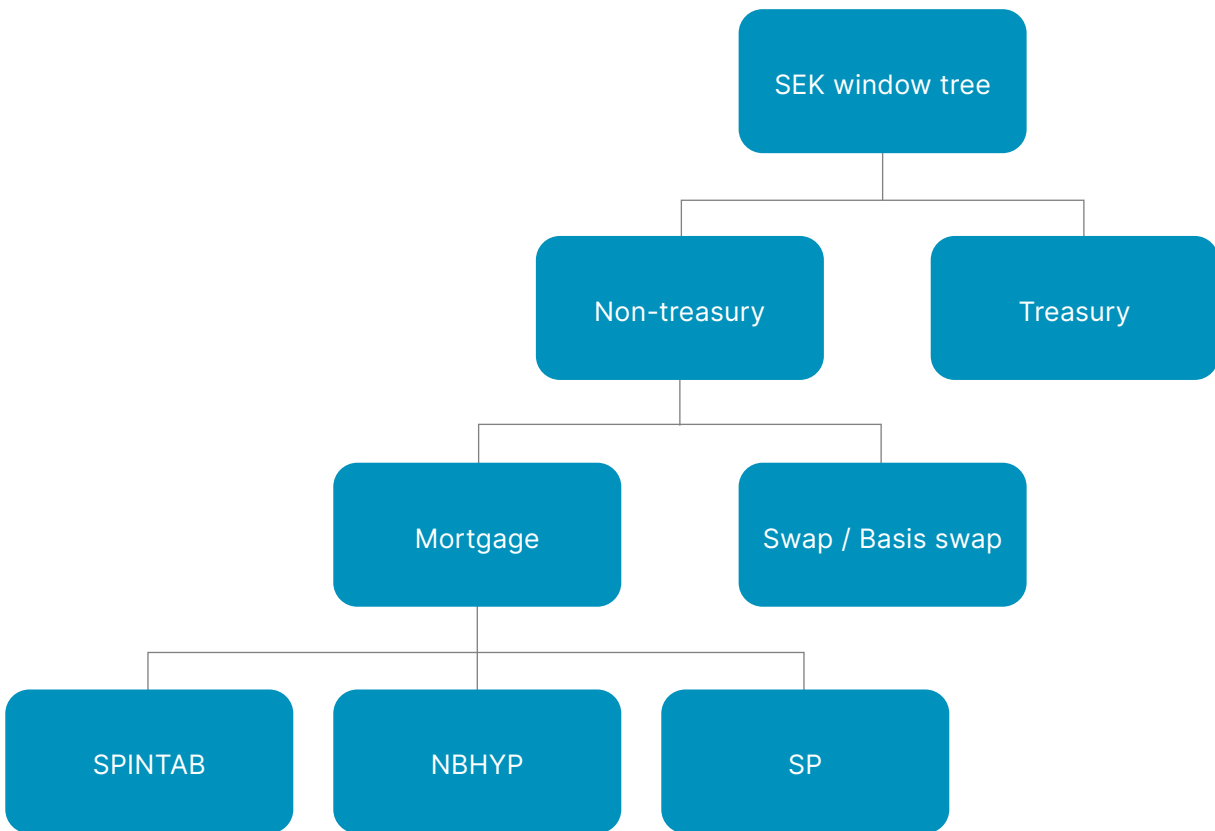 SEK window tree
Non-treasury
Treasury
Mortgage
Swap / Basis swap
SPINTAB
NBHYP
SP